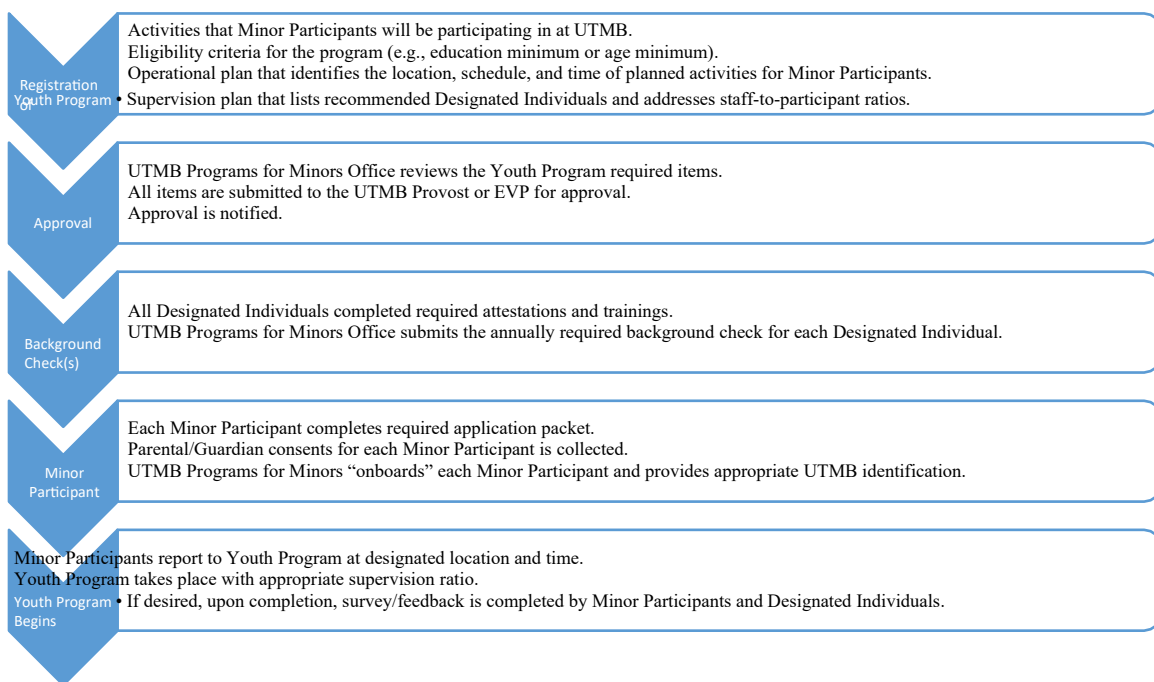 Activities that Minor Participants will be participating in at UTMB.
Eligibility criteria for the program (e.g., education minimum or age minimum).
Operational plan that identifies the location, schedule, and time of planned activities for Minor Participants.
Registration
of
Youth Program • Supervision plan that lists recommended Designated Individuals and addresses staff-to-participant ratios.
UTMB Programs for Minors Office reviews the Youth Program required items.
All items are submitted to the UTMB Provost or EVP for approval.
Approval is notified.
Approval
All Designated Individuals completed required attestations and trainings.
UTMB Programs for Minors Office submits the annually required background check for each Designated Individual.
Background
Check(s)
Each Minor Participant completes required application packet.
Parental/Guardian consents for each Minor Participant is collected.
UTMB Programs for Minors “onboards” each Minor Participant and provides appropriate UTMB identification.
Minor
Participant
Minor Participants report to Youth Program at designated location and time.
Youth Program takes place with appropriate supervision ratio.
Youth Program • If desired, upon completion, survey/feedback is completed by Minor Participants and Designated Individuals.
Begins